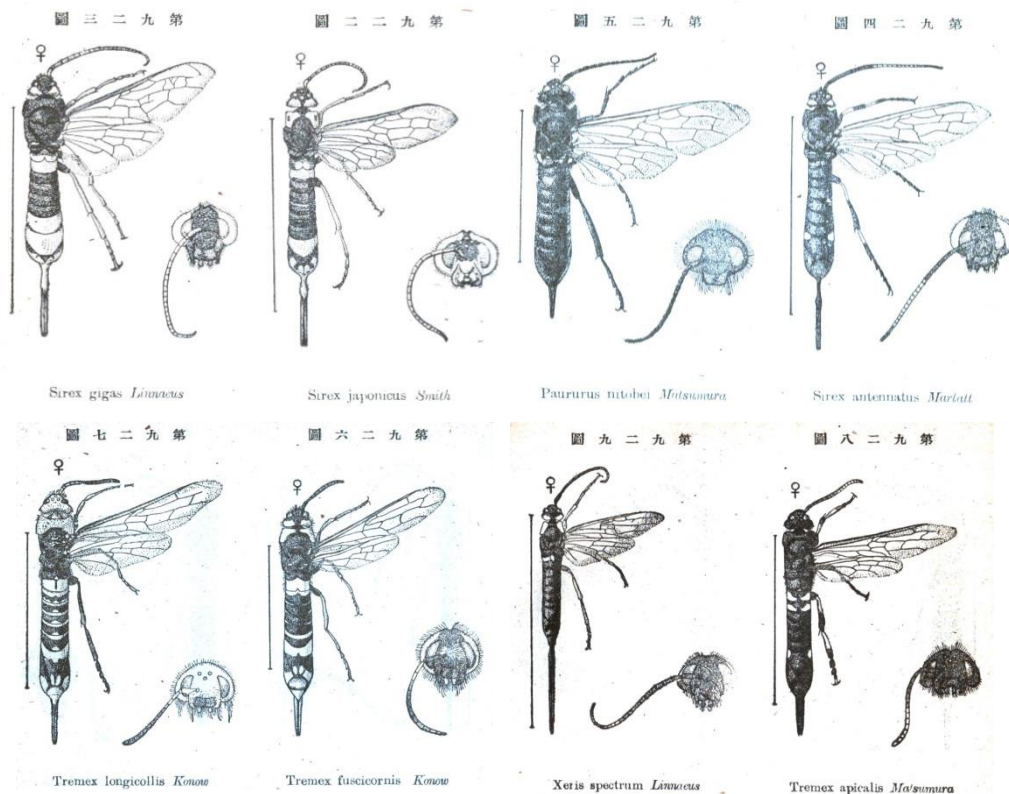 第九二三圖
第九二二圖
第九二五圖
第九二四圖
♀
♀
♀
♀
Sirex gigas Linnaeus
Sirex japonicus Smith
Paururus nitobei Matsumura
Sirex antennatus Marlatt
第九二七圖
第九二六圖
第九二九圖
第九二八圖
♀
♀
♀
♀
Tremex longicollis Konow
Tremex fuscicornis Konow
Xeris spectrum Linnaeus
Tremex apicalis Matsumura